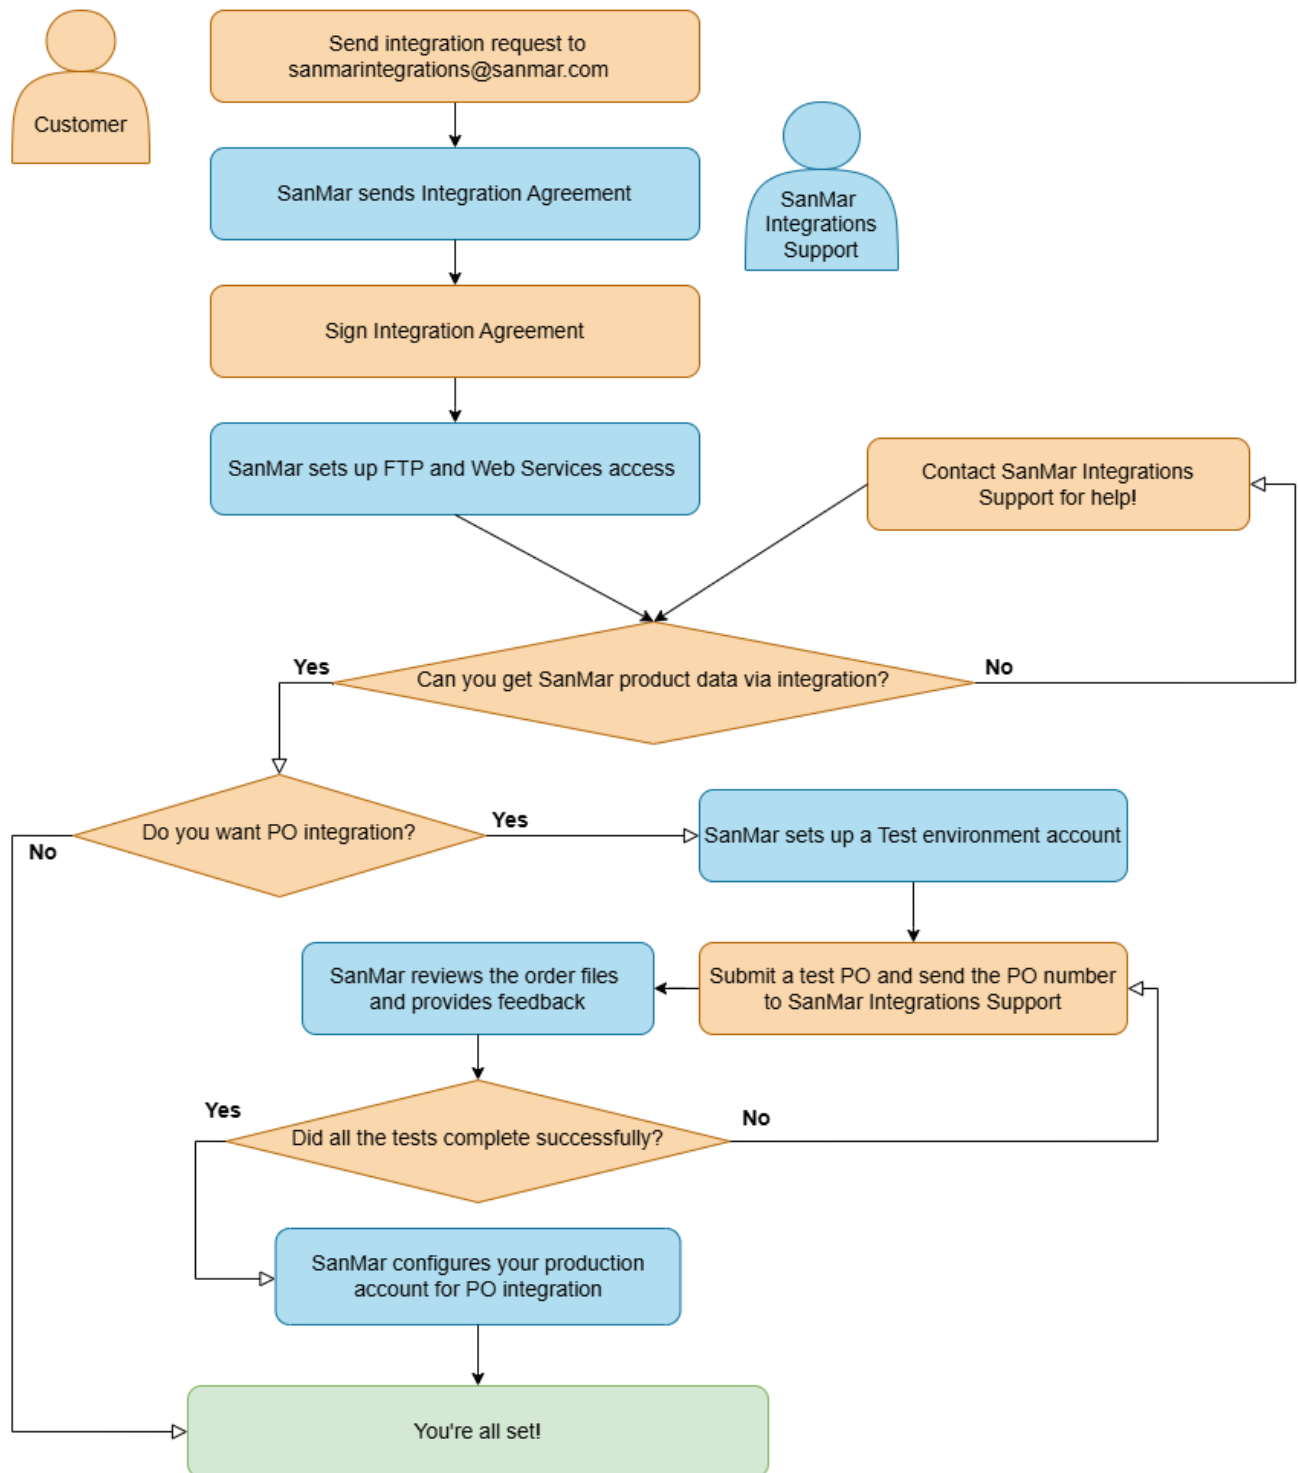 Customer
Send integration request to
sanmarintegrations@sanmar.com
SanMar sends Integration Agreement
SanMar
Integrations
Support
Sign Integration Agreement
SanMar sets up FTP and Web Services access
Contact SanMar Integrations
Support for help!
Yes
Can you get SanMar product data via integration?
No
Do you want PO integration?
Yes
No
SanMar sets up a Test environment account
SanMar reviews the order files
and provides feedback
Submit a test PO and send the PO number
to SanMar Integrations Support
Yes
Did all the tests complete successfully?
No
SanMar configures your production
account for PO integration
You're all set!